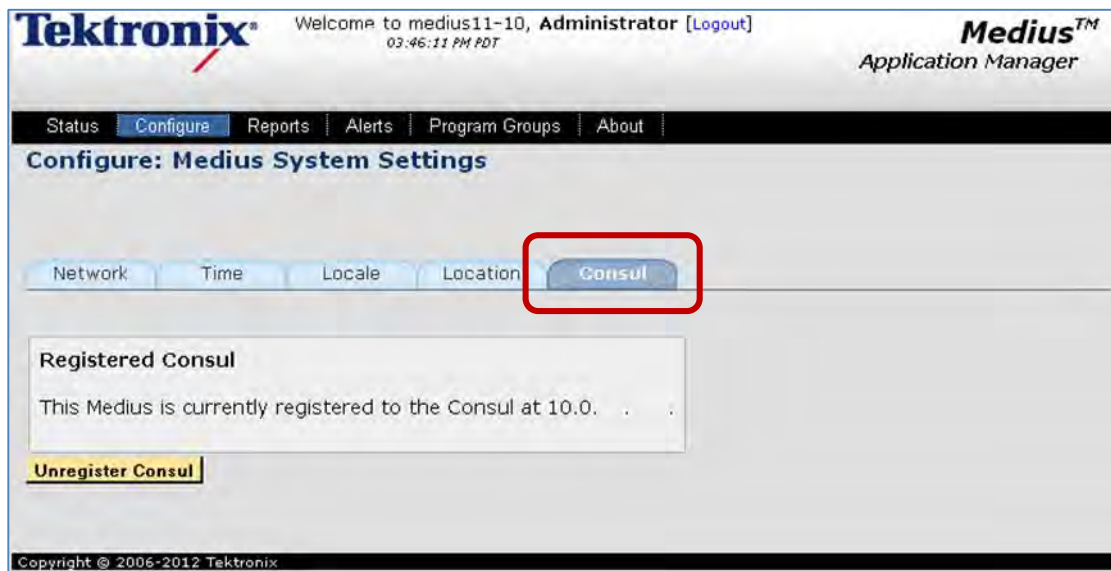 Tektronix®
Welcome to medius11-10, Administrator [Logout]
03:46:11 PM PDT
Medius™
Application Manager
Status Configure Reports Alerts Program Groups About
Configure: Medius System Settings
Network Time Locale Location Consul
Registered Consul
This Medius is currently registered to the Consul at 10.0. . .
Unregister Consul
Copyright © 2006-2012 Tektronix